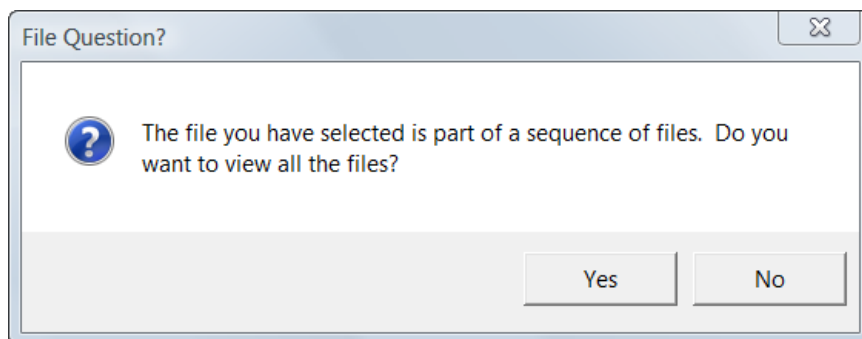 File Question?
The file you have selected is part of a sequence of files.  Do you
want to view all the files?
Yes
No